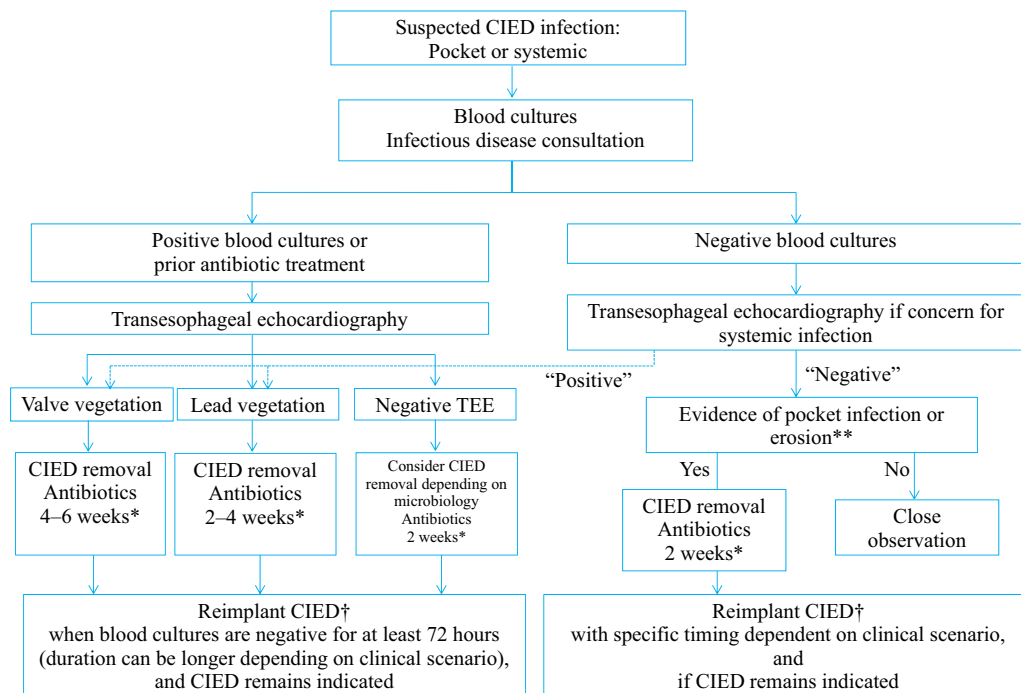 Suspected CIED infection:
Pocket or systemic
Blood cultures
Infectious disease consultation
Positive blood cultures or
prior antibiotic treatment
Negative blood cultures
Transesophageal echocardiography
Transesophageal echocardiography if concern for
systemic infection
“Positive”
“Negative”
Valve vegetation
Lead vegetation
Negative TEE
Evidence of pocket infection or
erosion**
Yes
No
CIED removal
Antibiotics
4–6 weeks*
CIED removal
Antibiotics
2–4 weeks*
Consider CIED
removal depending on
microbiology
Antibiotics
2 weeks*
CIED removal
Antibiotics
2 weeks*
Close
observation
Reimplant CIED†
when blood cultures are negative for at least 72 hours
(duration can be longer depending on clinical scenario),
and CIED remains indicated
Reimplant CIED†
with specific timing dependent on clinical scenario,
and
if CIED remains indicated